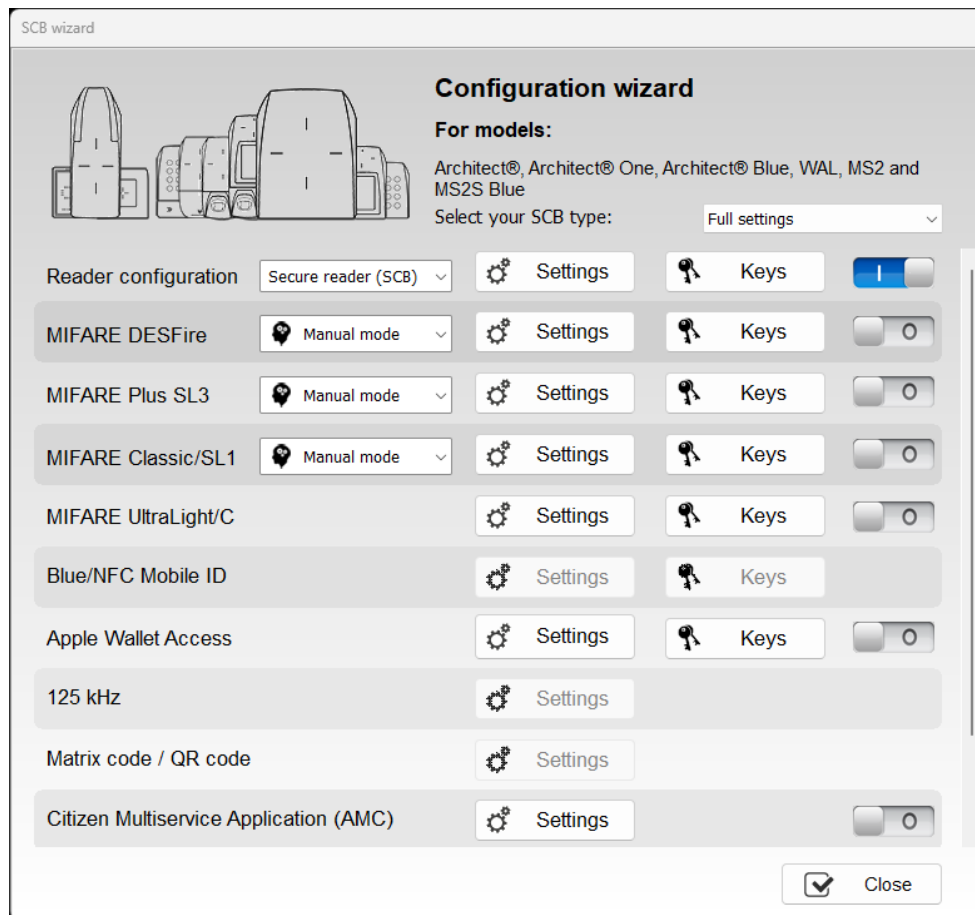 SCB wizard
Configuration wizard
For models:
Architect®, Architect® One, Architect® Blue, WAL, MS2 and
MS2S Blue
Select your SCB type: Full settings
Reader configuration Secure reader (SCB) Settings Keys I
MIFARE DESFire Manual mode Settings Keys O
MIFARE Plus SL3 Manual mode Settings Keys O
MIFARE Classic/SL1 Manual mode Settings Keys O
MIFARE UltraLight/C Settings Keys O
Blue/NFC Mobile ID Settings Keys
Apple Wallet Access Settings Keys O
125 kHz Settings
Matrix code / QR code Settings
Citizen Multiservice Application (AMC) Settings O
Close